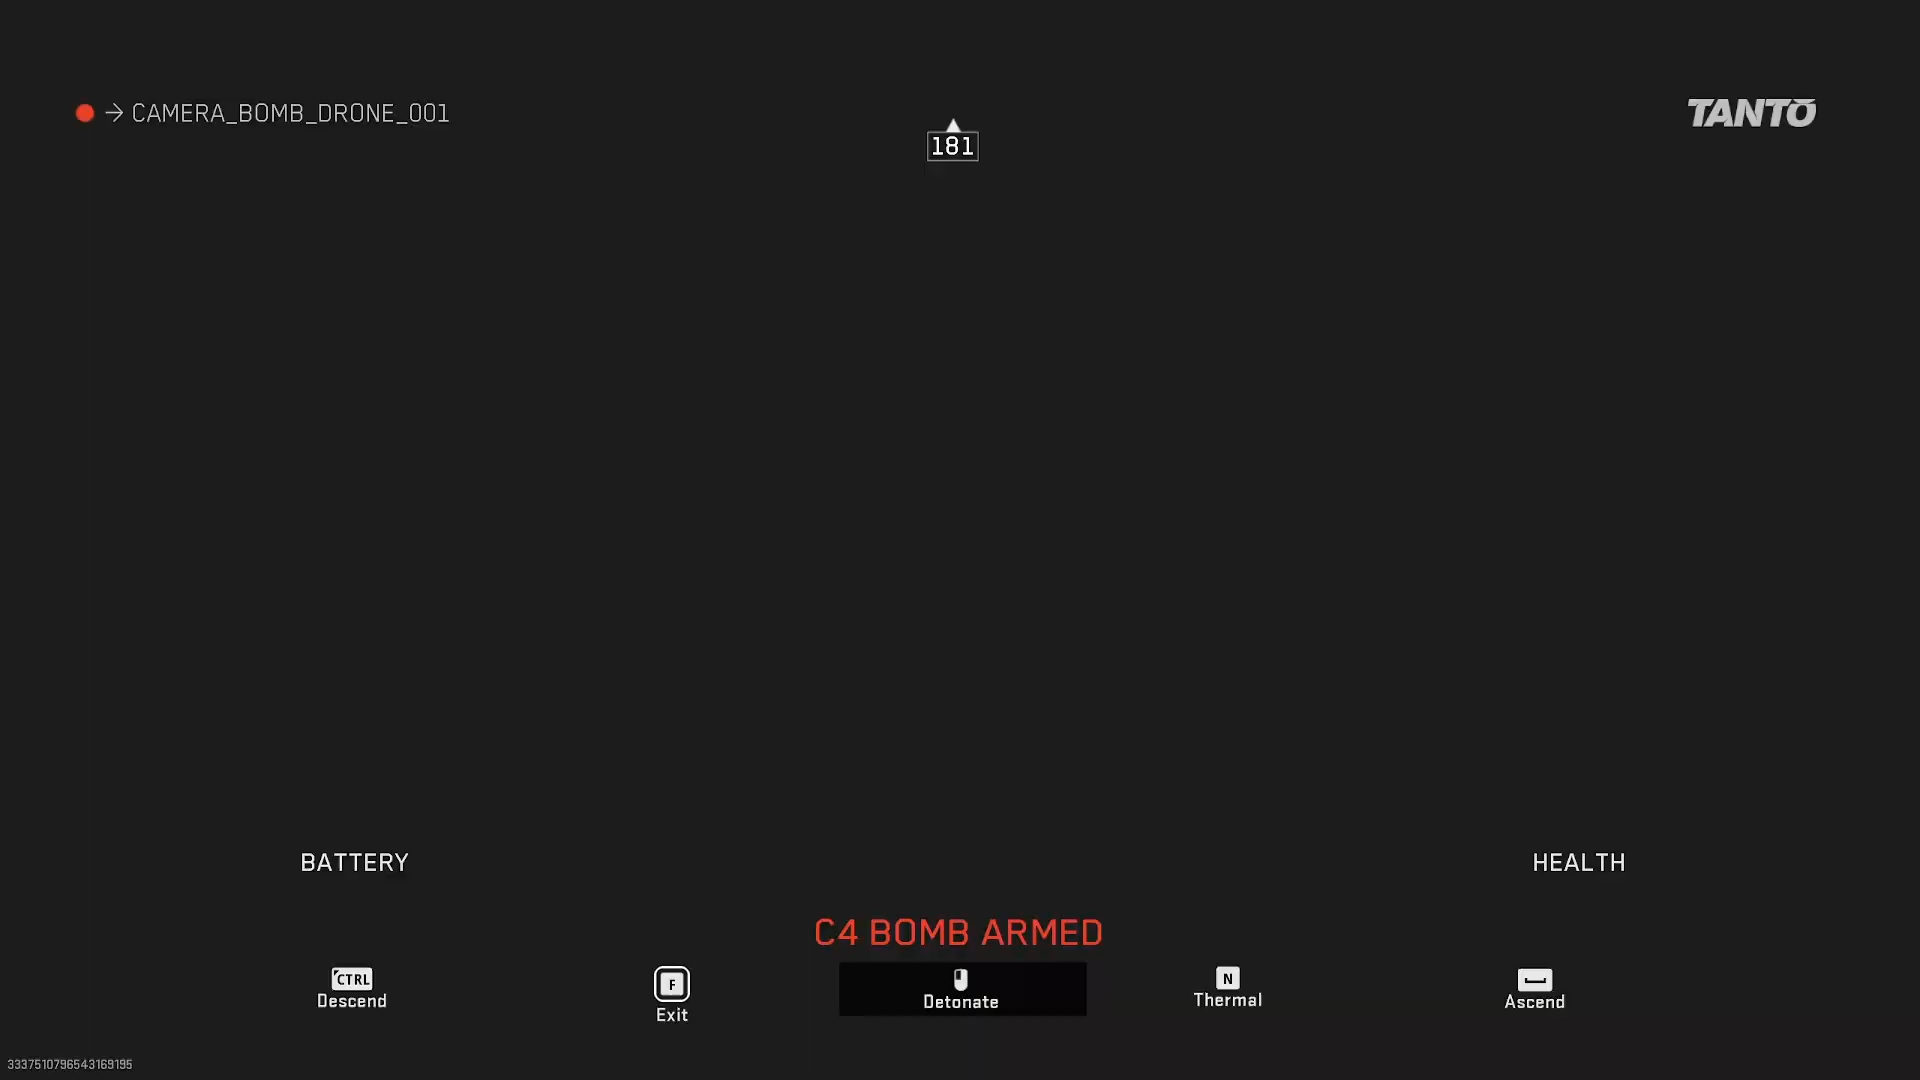 → CAMERA_BOMB_DRONE_001
TANTO
181
BATTERY
HEALTH
C4 BOMB ARMED
CTRL
Descend
F
Exit
Detonate
N
Thermal
Ascend
3337510796543169195